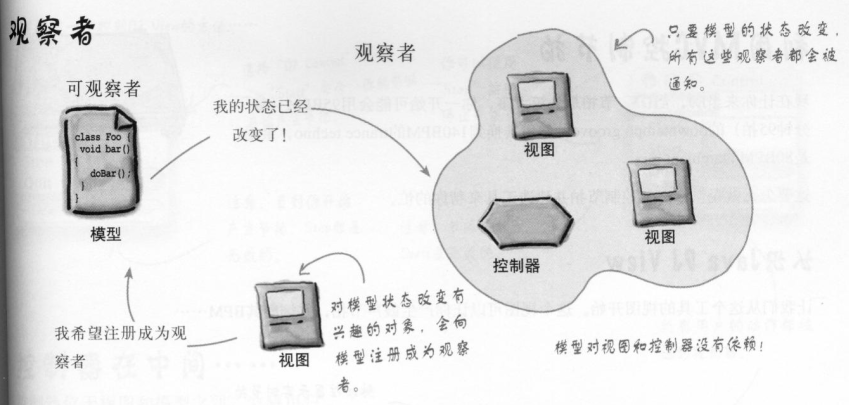 观察者
可观察者
class Foo {
void bar()
{
doBar();
}
}
模型
我的状态已经
改变了！
观察者
只要模型的状态改变，
所有这些观察者都会被
通知。
视图
视图
控制器
我希望注册成为观
察者
视图
对模型状态改变有
兴趣的对象，会向
模型注册成为观察
者。
模型对视图和控制器没有依赖！